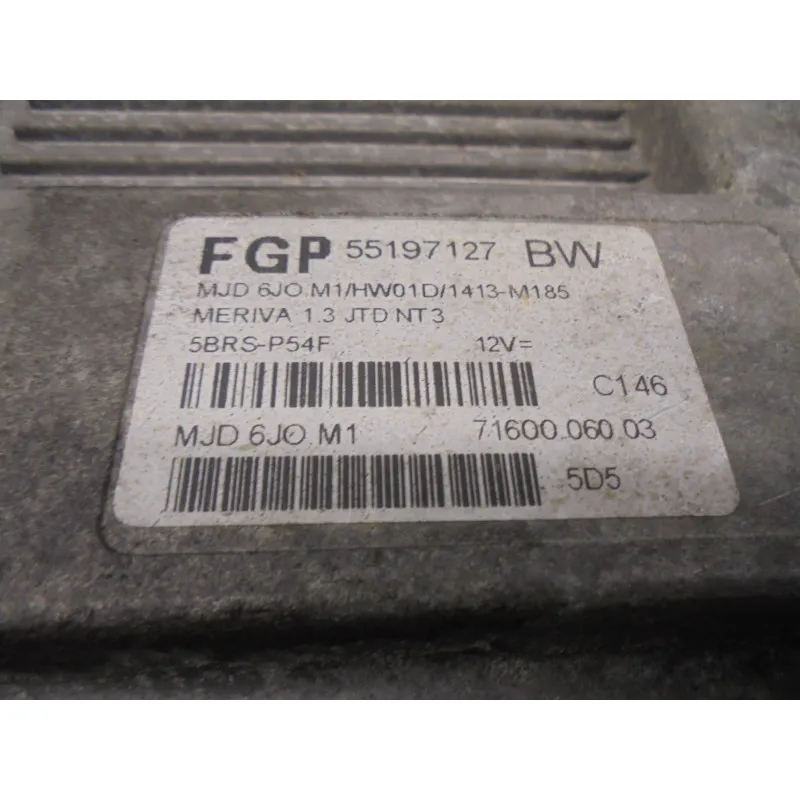 FGP 55197127 BW
MJD 6JO.M1/HW01D/1413-M185
MERIVA 1.3 JTD NT3
5BRS-P54F 12V=
C146
MJD 6JO.M1 71600.060.03
5D5